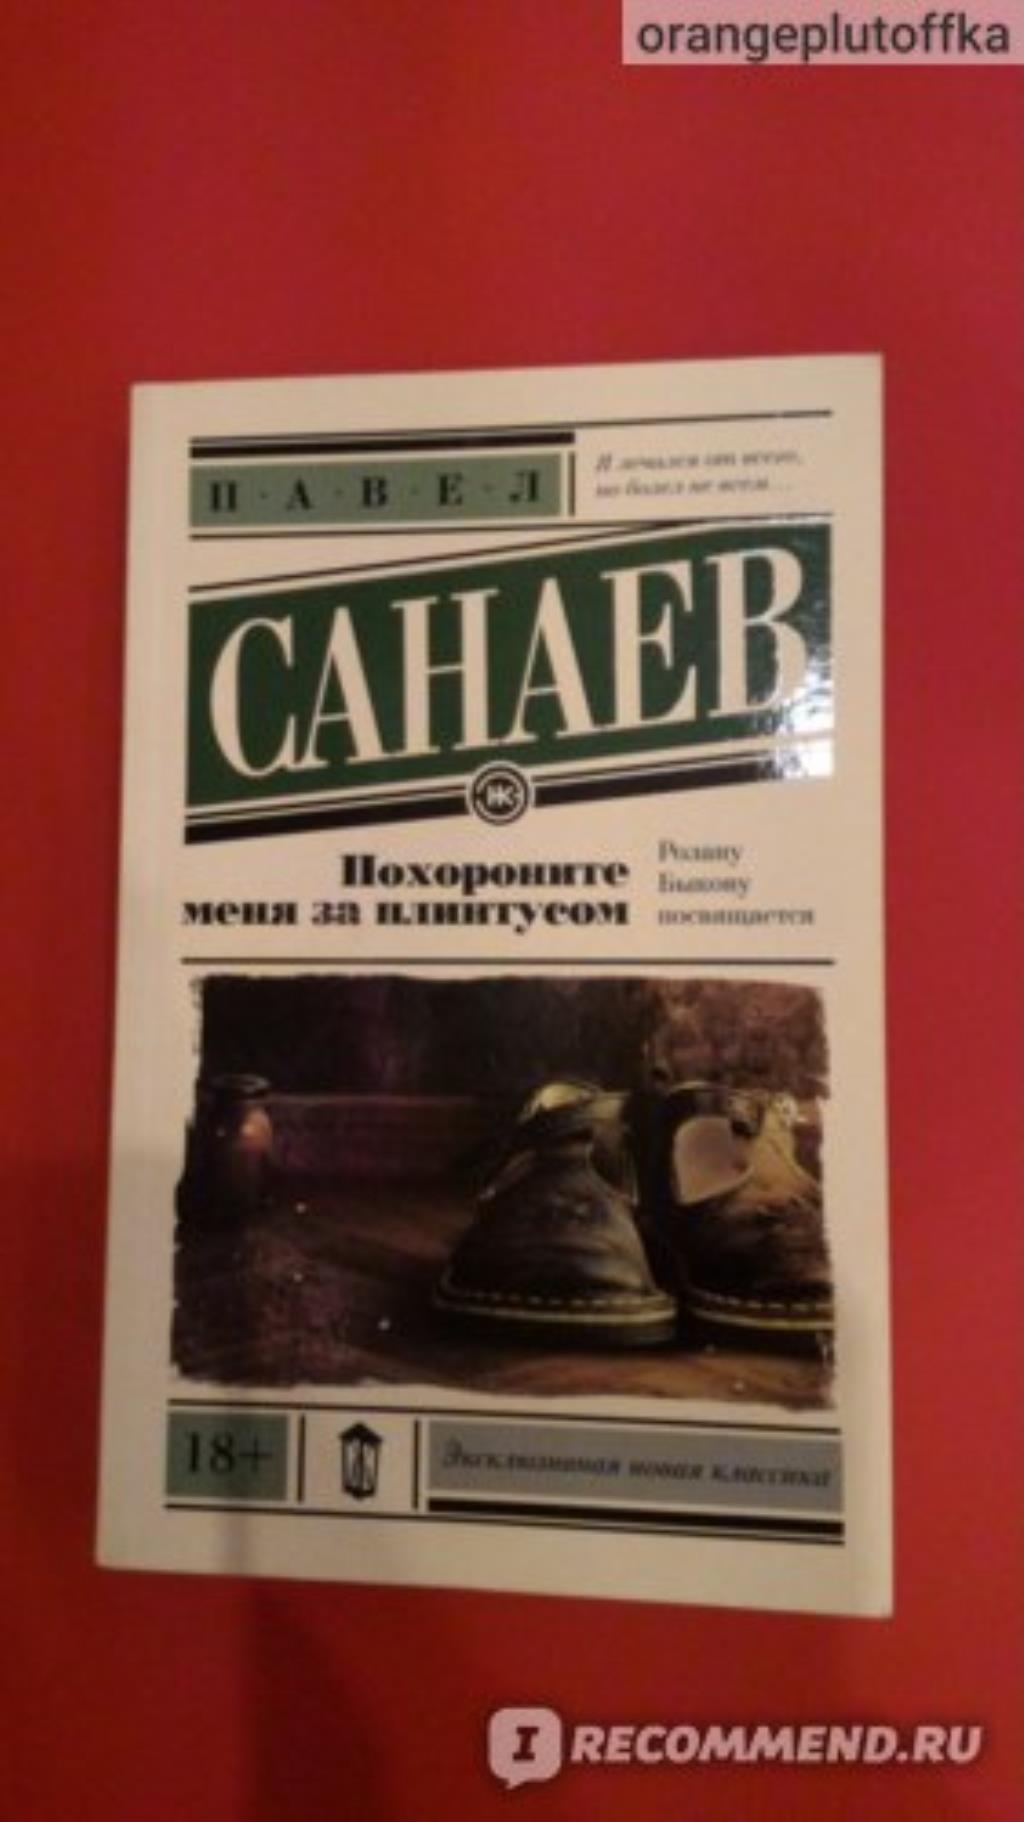 orangeplutoffka
П·А·В·Е·Л
Я лечился от всего,
но болел не всем...
САНАЕВ
НК
Похороните
меня за плинтусом
Ролану
Быкову
посвящается
18+
Эксклюзивная новая классика
I RECOMMEND.RU